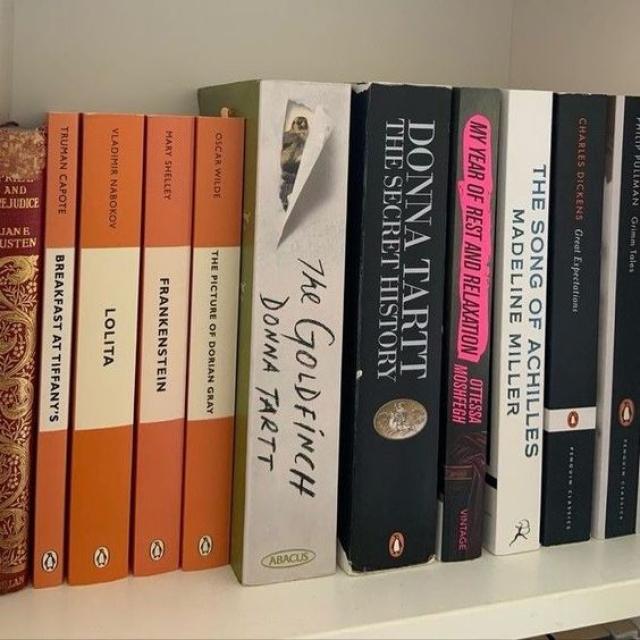 AND
JANE
TRUMAN CAPOTE
BREAKFAST AT TIFFANY'S
VLADIMIR NABOKOV
LOLITA
MARY SHELLEY
FRANKENSTEIN
OSCAR WILDE
THE PICTURE OF DORIAN GRAY
The GOLDFINCH
DONNA TARTT
ABACUS
DONNA TARTT
THE SECRET HISTORY
MY YEAR OF REST AND RELAXATION
OTTESSA
MOSHFEGH
VINTAGE
THE SONG OF ACHILLES
MADELINE MILLER
CHARLES DICKENS
Great Expectations
PENGUIN CLASSICS
PHILIP PULLMAN
Grimm Tales
PENGUIN CLASSICS